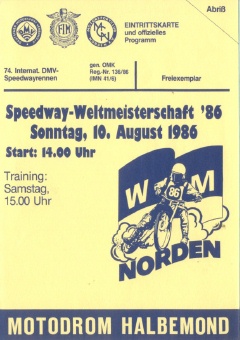 Abriß
FIM
EINTRITTSKARTE
und offizielles
Programm
74. Internat. DMV-
Speedwayrennen
gen. OMK
Reg.-Nr. 136/86
(IMN 41/6)
Freiexemplar
Speedway-Weltmeisterschaft '86
Sonntag, 10. August 1986
Start: 14.00 Uhr
Training:
Samstag,
15.00 Uhr
WM
86
NORDEN
MOTODROM HALBEMOND